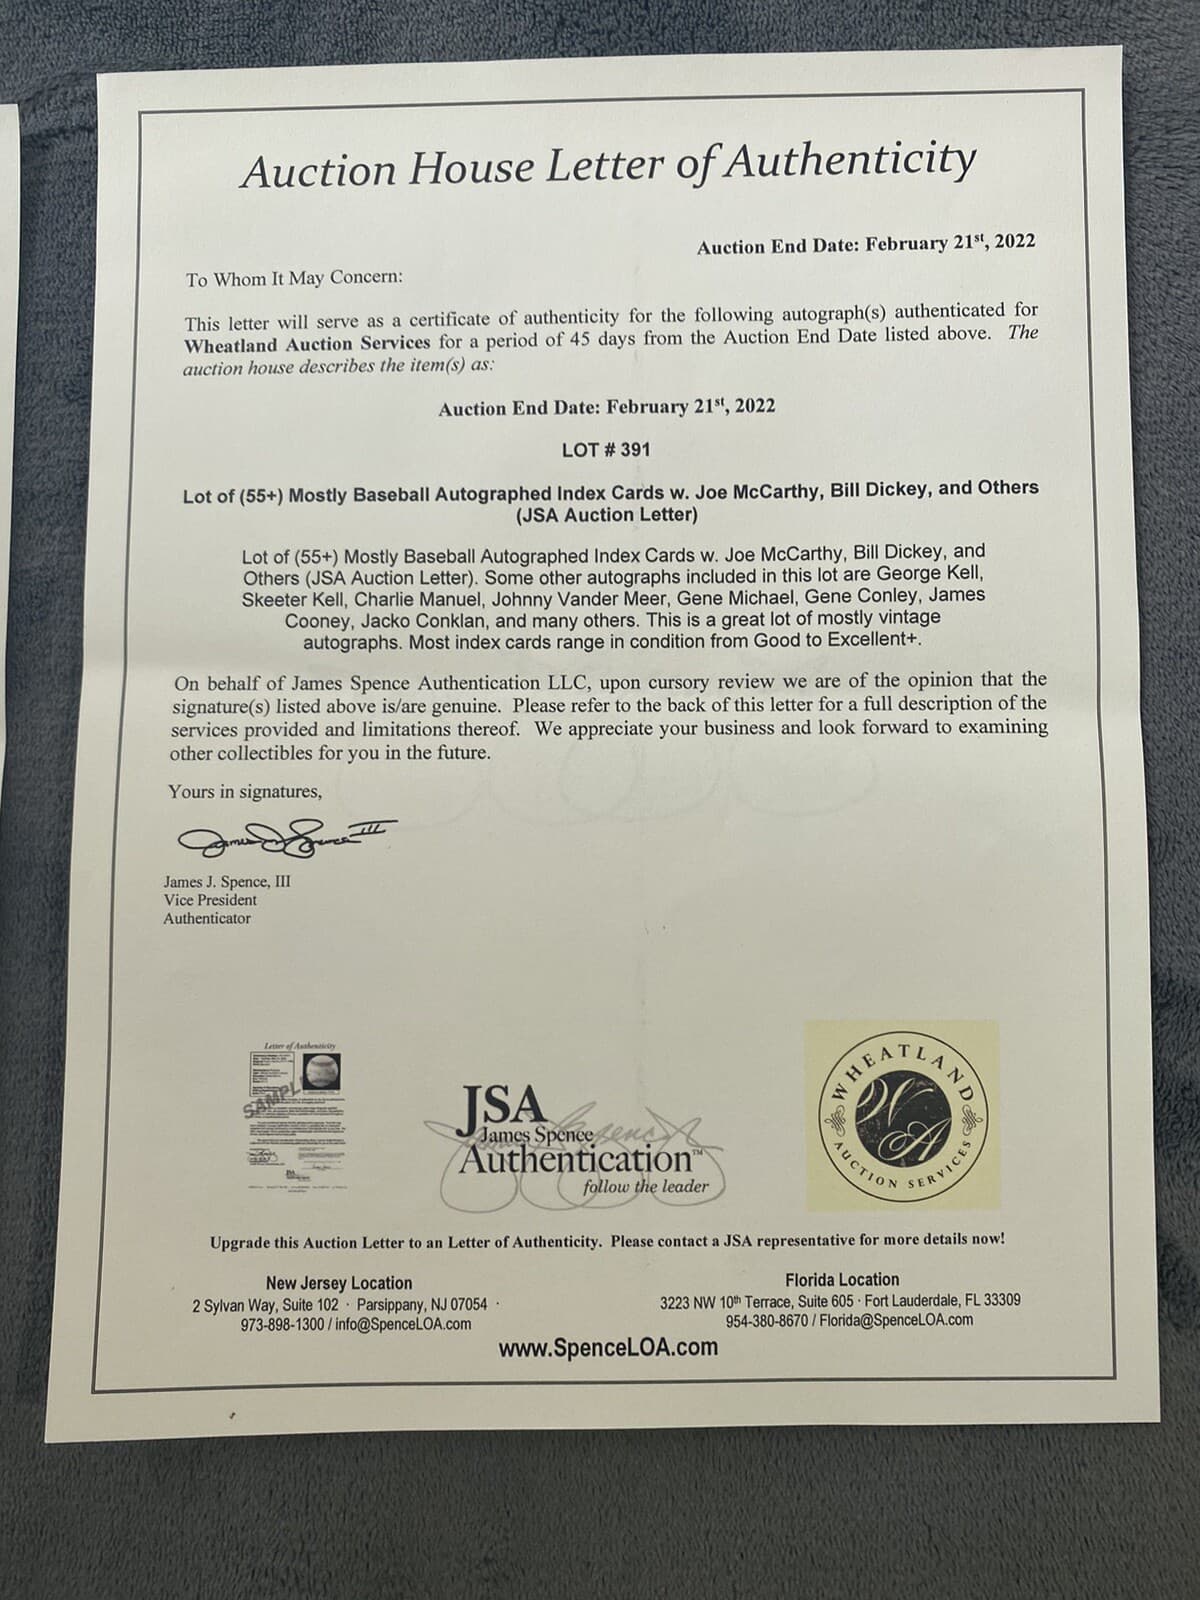 Auction House Letter of Authenticity
Auction End Date: February 21st, 2022
To Whom It May Concern:
This letter will serve as a certificate of authenticity for the following autograph(s) authenticated for
Wheatland Auction Services for a period of 45 days from the Auction End Date listed above. The
auction house describes the item(s) as:
Auction End Date: February 21st, 2022
LOT # 391
Lot of (55+) Mostly Baseball Autographed Index Cards w. Joe McCarthy, Bill Dickey, and Others
(JSA Auction Letter)
Lot of (55+) Mostly Baseball Autographed Index Cards w. Joe McCarthy, Bill Dickey, and
Others (JSA Auction Letter). Some other autographs included in this lot are George Kell,
Skeeter Kell, Charlie Manuel, Johnny Vander Meer, Gene Michael, Gene Conley, James
Cooney, Jacko Conklan, and many others. This is a great lot of mostly vintage
autographs. Most index cards range in condition from Good to Excellent+.
On behalf of James Spence Authentication LLC, upon cursory review we are of the opinion that the
signature(s) listed above is/are genuine. Please refer to the back of this letter for a full description of the
services provided and limitations thereof. We appreciate your business and look forward to examining
other collectibles for you in the future.
Yours in signatures,
James J. Spence III
James J. Spence, III
Vice President
Authenticator
Letter of Authenticity
SAMPLE
JSA
James Spence
Authentication™
follow the leader
WHEATLAND
WA
AUCTION SERVICES
Upgrade this Auction Letter to an Letter of Authenticity. Please contact a JSA representative for more details now!
New Jersey Location
2 Sylvan Way, Suite 102 · Parsippany, NJ 07054 ·
973-898-1300 / info@SpenceLOA.com
Florida Location
3223 NW 10th Terrace, Suite 605 · Fort Lauderdale, FL 33309
954-380-8670 / Florida@SpenceLOA.com
www.SpenceLOA.com